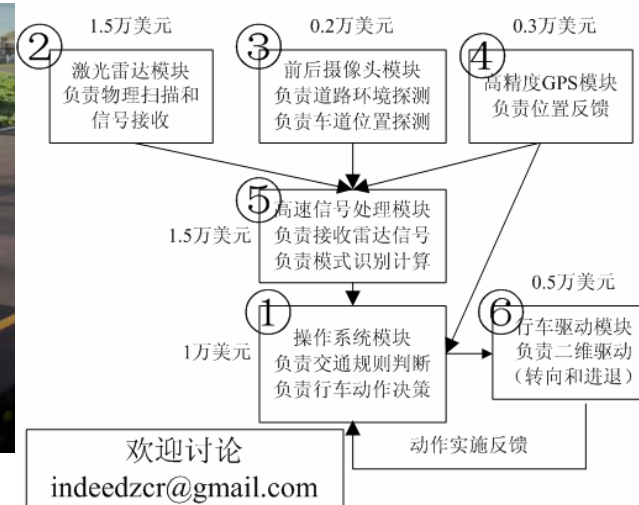 1.5万美元
0.2万美元
0.3万美元
②
激光雷达模块
负责物理扫描和
信号接收
③
前后摄像头模块
负责道路环境探测
负责车道位置探测
④
高精度GPS模块
负责位置反馈
1.5万美元
⑤
高速信号处理模块
负责接收雷达信号
负责模式识别计算
0.5万美元
1万美元
①
操作系统模块
负责交通规则判断
负责行车动作决策
⑥
行车驱动模块
负责二维驱动
（转向和进退）
动作实施反馈
欢迎讨论
indeedzcr@gmail.com